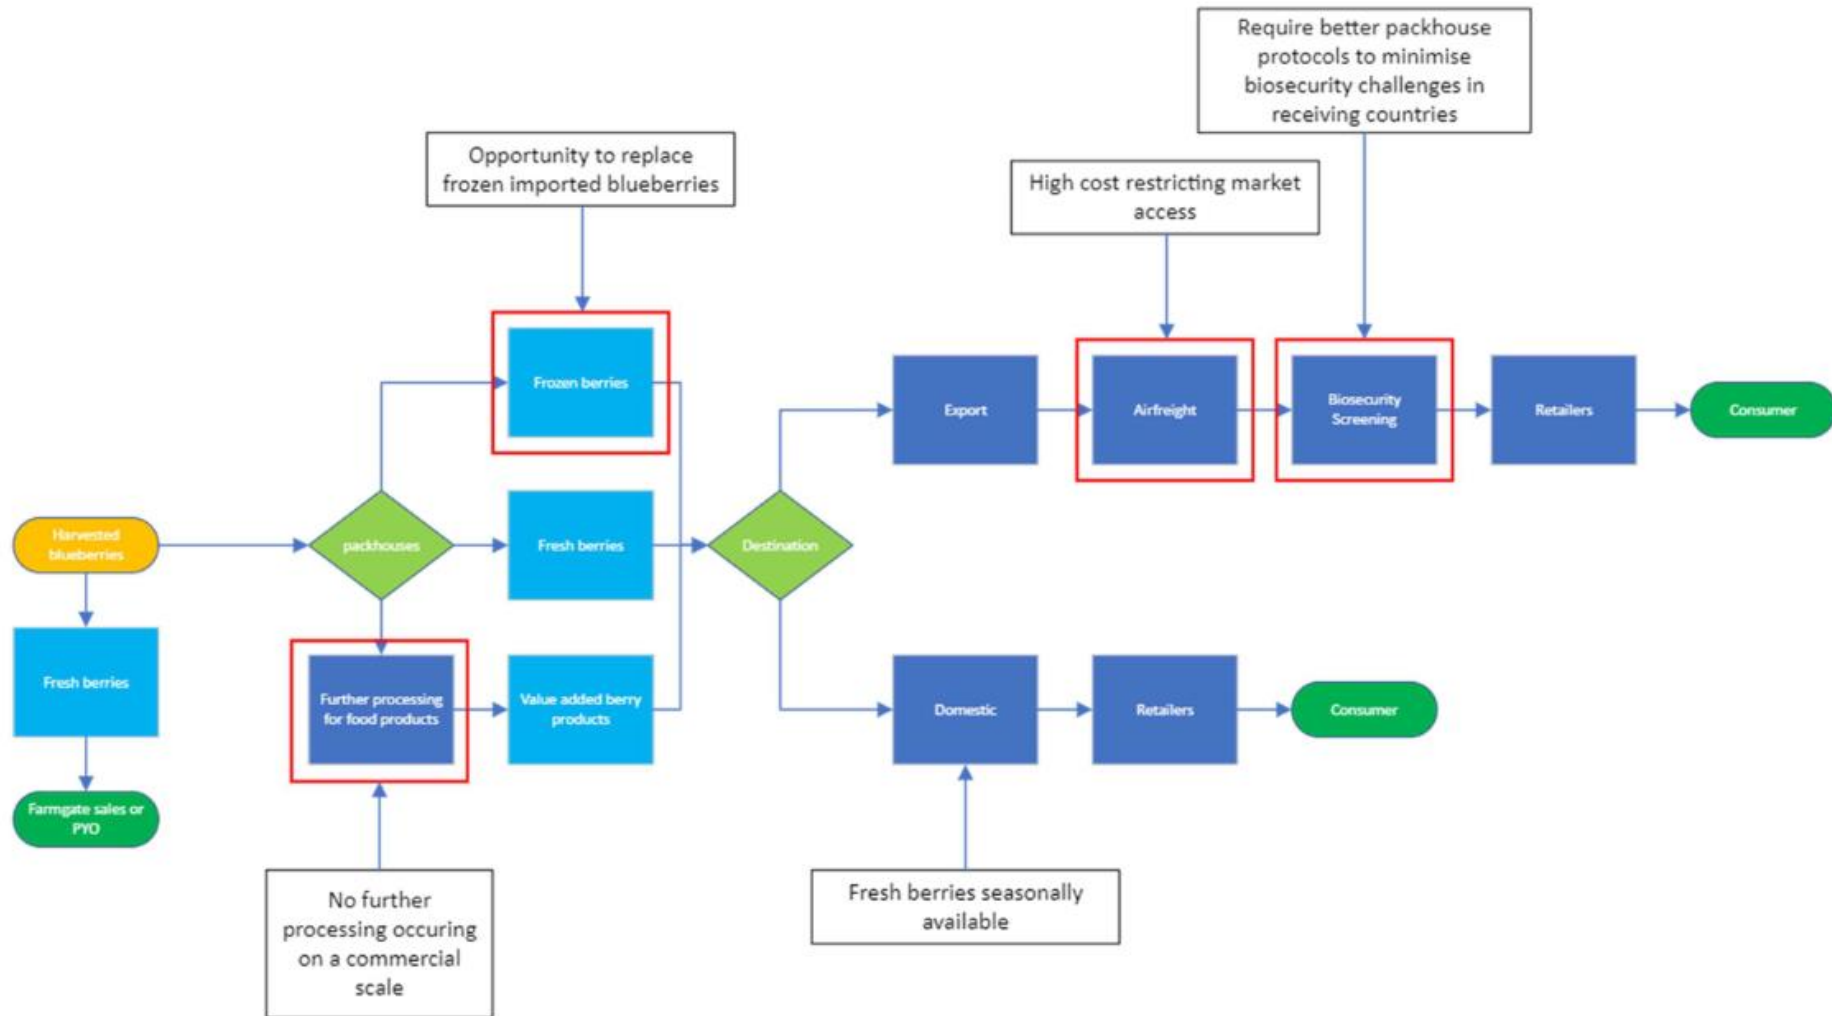 Require better packhouse
protocols to minimise
biosecurity challenges in
receiving countries
Opportunity to replace
frozen imported blueberries
High cost restricting market
access
Frozen berries
Export
Airfreight
Biosecurity
Screening
Retailers
Consumer
Harvested
blueberries
packhouses
Fresh berries
Destination
Fresh berries
Further processing
for food products
Value added berry
products
Domestic
Retailers
Consumer
Farmgate sales or
PYO
No further
processing occuring
on a commercial
scale
Fresh berries seasonally
available